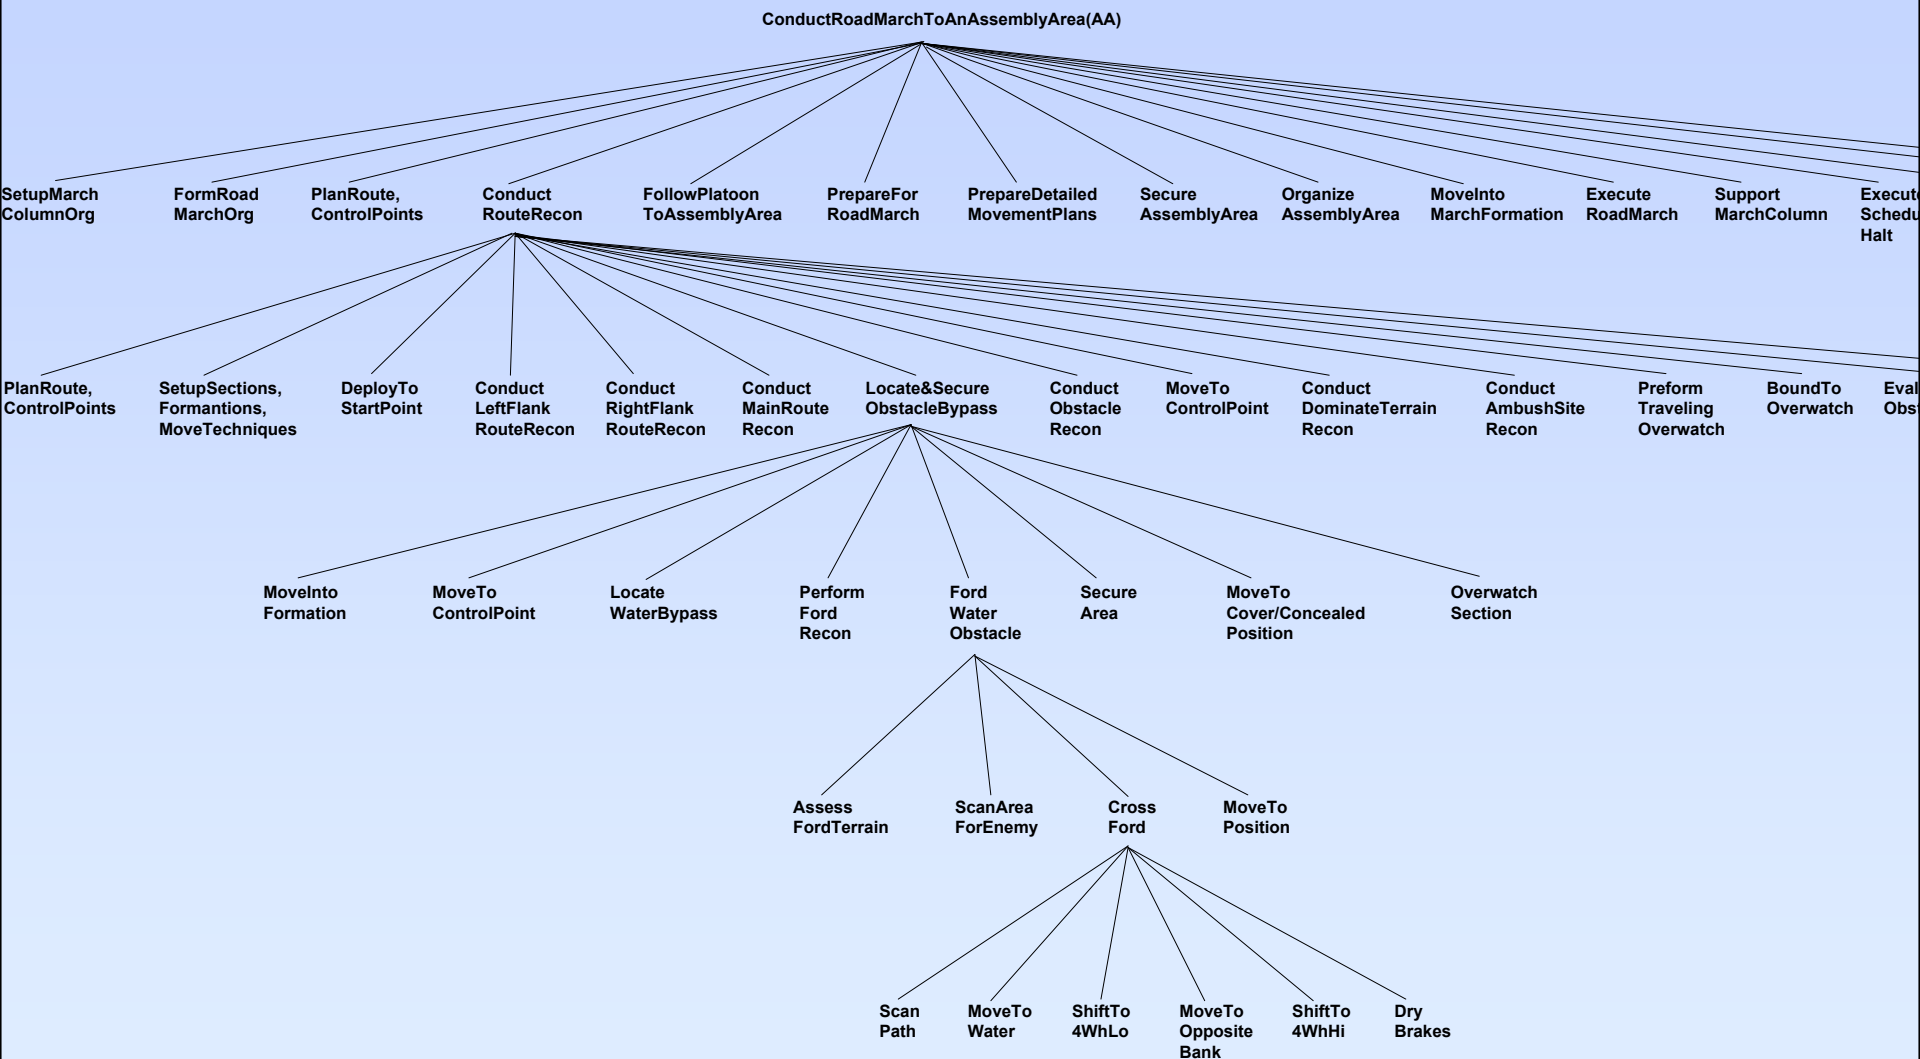 ConductRoadMarchToAnAssemblyArea(AA)
SetupMarch
ColumnOrg
FormRoad
MarchOrg
PlanRoute,
ControlPoints
Conduct
RouteRecon
FollowPlatoon
ToAssemblyArea
PrepareFor
RoadMarch
PrepareDetailed
MovementPlans
Secure
AssemblyArea
Organize
AssemblyArea
MoveInto
MarchFormation
Execute
RoadMarch
Support
MarchColumn
Halt
PlanRoute,
ControlPoints
SetupSections,
Formantions,
MoveTechniques
DeployTo
StartPoint
Conduct
LeftFlank
RouteRecon
Conduct
RightFlank
RouteRecon
Conduct
MainRoute
Recon
Locate&Secure
ObstacleBypass
Conduct
Obstacle
Recon
MoveTo
ControlPoint
Conduct
DominateTerrain
Recon
Conduct
AmbushSite
Recon
Preform
Traveling
Overwatch
BoundTo
Overwatch
MoveInto
Formation
MoveTo
ControlPoint
Locate
WaterBypass
Perform
Ford
Recon
Ford
Water
Obstacle
Secure
Area
MoveTo
Cover/Concealed
Position
Overwatch
Section
Assess
FordTerrain
ScanArea
ForEnemy
Cross
Ford
MoveTo
Position
Scan
Path
MoveTo
Water
ShiftTo
4WhLo
MoveTo
Opposite
Bank
ShiftTo
4WhHi
Dry
Brakes